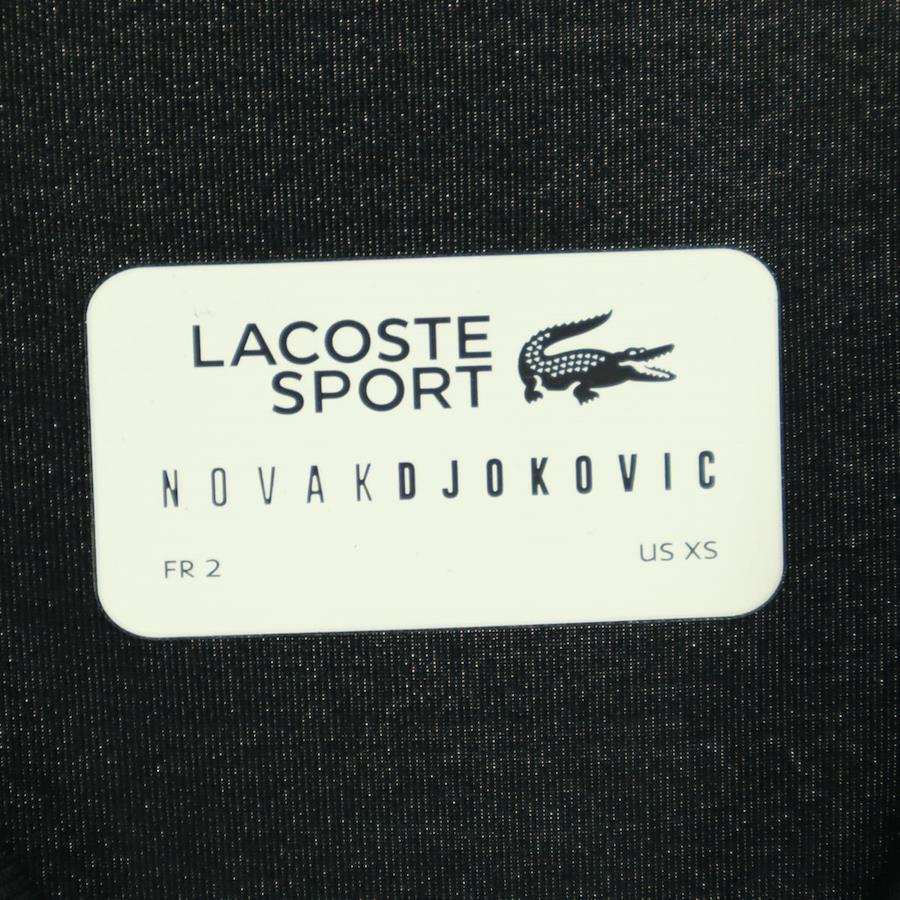 LACOSTE
SPORT
NOVAKDJOKOVIC
FR 2
US XS